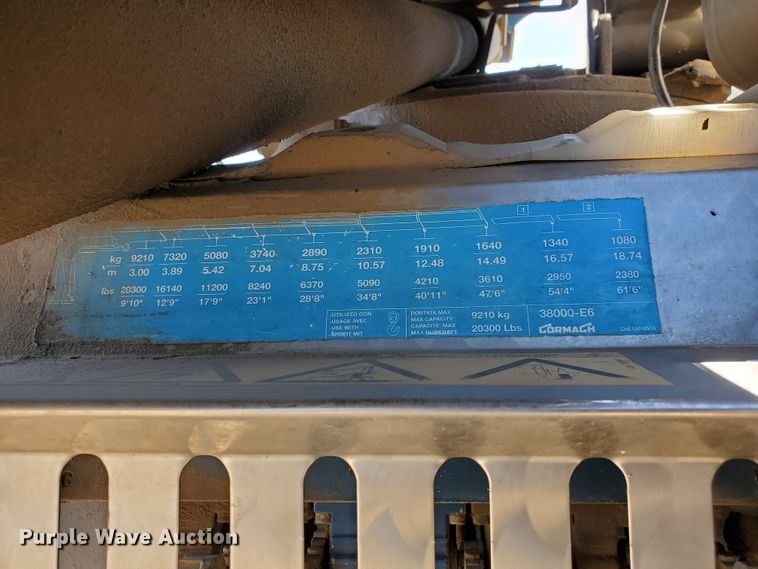 1 2
kg 9210 7320 5080 3740 2890 2310 1910 1640 1340 1080
m 3.00 3.89 5.42 7.04 8.75 10.57 12.48 14.49 16.57 18.74
lbs 20300 16140 11200 8240 6370 5090 4210 3610 2950 2380
9'10" 12'9" 17'9" 23'1" 28'8" 34'8" 40'11" 47'6" 54'4" 61'6"
UTILIZZO CON
USAGE AVEC
USE WITH
ARBEIT MIT
PORTATA MAX
MAX CAPACITY
CAPACITE MAX
MAX HUBKRAFT
9210 kg
20300 Lbs
38000-E6
CORMACH
Purple Wave Auction